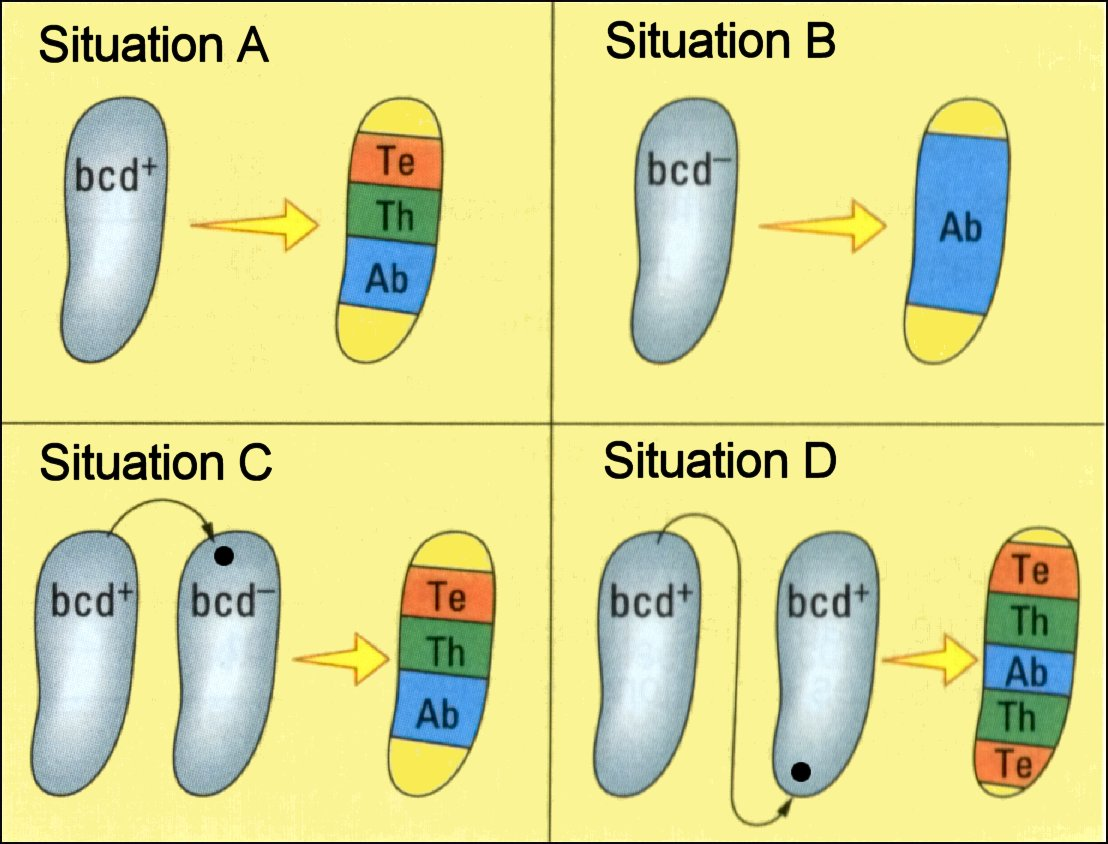 Situation A
bcd⁺
Te
Th
Ab
Situation B
bcd⁻
Ab
Situation C
bcd⁺
bcd⁻
Te
Th
Ab
Situation D
bcd⁺
bcd⁺
Te
Th
Ab
Th
Te